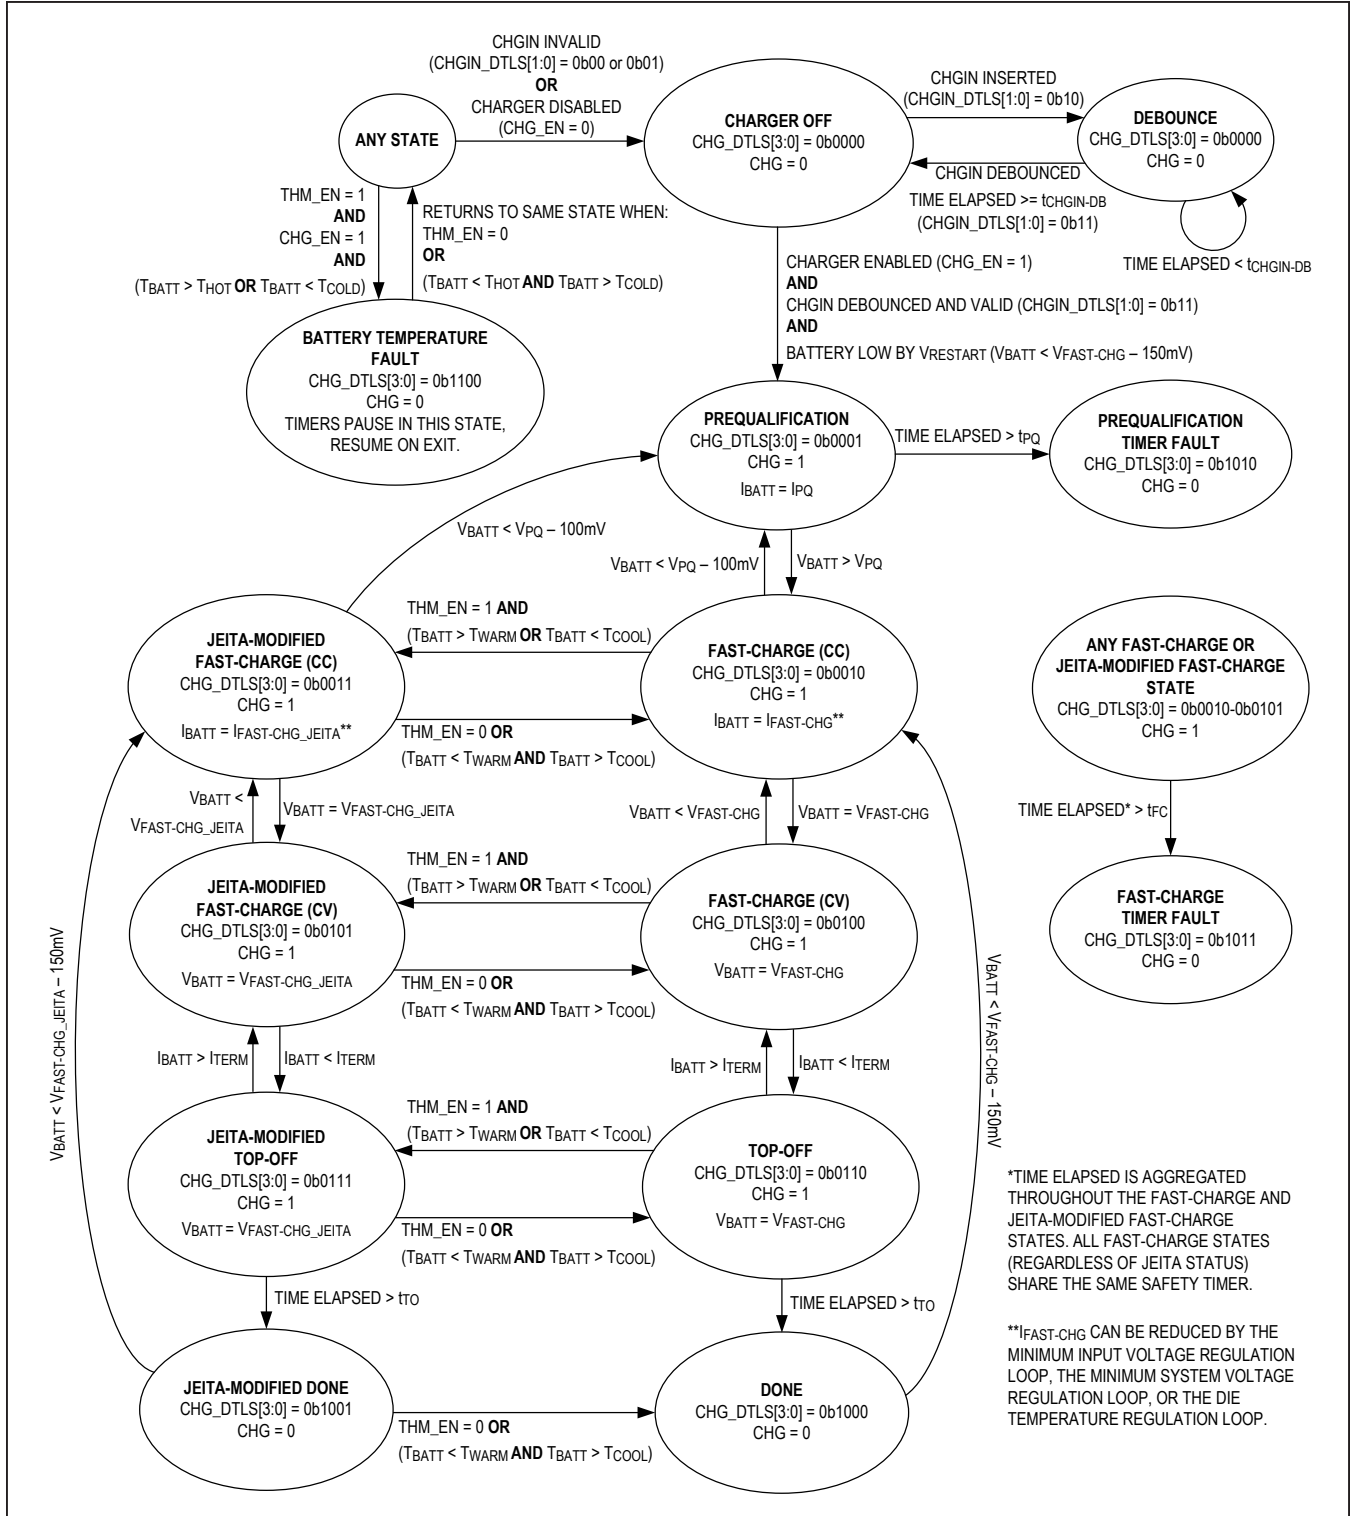 CHGIN INVALID
(CHGIN_DTLS[1:0] = 0b00 or 0b01)
OR
CHARGER DISABLED
(CHG_EN = 0)
ANY STATE
CHARGER OFF
CHG_DTLS[3:0] = 0b0000
CHG = 0
CHGIN INSERTED
(CHGIN_DTLS[1:0] = 0b10)
DEBOUNCE
CHG_DTLS[3:0] = 0b0000
CHG = 0
CHGIN DEBOUNCED
TIME ELAPSED >= tCHGIN-DB
(CHGIN_DTLS[1:0] = 0b11)
TIME ELAPSED < tCHGIN-DB
THM_EN = 1
AND
CHG_EN = 1
AND
(TBATT > THOT OR TBATT < TCOLD)
RETURNS TO SAME STATE WHEN:
THM_EN = 0
OR
(TBATT < THOT AND TBATT > TCOLD)
CHARGER ENABLED (CHG_EN = 1)
AND
CHGIN DEBOUNCED AND VALID (CHGIN_DTLS[1:0] = 0b11)
AND
BATTERY LOW BY VRESTART (VBATT < VFAST-CHG – 150mV)
BATTERY TEMPERATURE
FAULT
CHG_DTLS[3:0] = 0b1100
CHG = 0
TIMERS PAUSE IN THIS STATE,
RESUME ON EXIT.
PREQUALIFICATION
CHG_DTLS[3:0] = 0b0001
CHG = 1
IBATT = IPQ
TIME ELAPSED > tPQ
PREQUALIFICATION
TIMER FAULT
CHG_DTLS[3:0] = 0b1010
CHG = 0
VBATT < VPQ – 100mV
VBATT < VPQ – 100mV
VBATT > VPQ
JEITA-MODIFIED
FAST-CHARGE (CC)
CHG_DTLS[3:0] = 0b0011
CHG = 1
IBATT = IFAST-CHG_JEITA**
THM_EN = 1 AND
(TBATT > TWARM OR TBATT < TCOOL)
THM_EN = 0 OR
(TBATT < TWARM AND TBATT > TCOOL)
FAST-CHARGE (CC)
CHG_DTLS[3:0] = 0b0010
CHG = 1
IBATT = IFAST-CHG**
ANY FAST-CHARGE OR
JEITA-MODIFIED FAST-CHARGE
STATE
CHG_DTLS[3:0] = 0b0010-0b0101
CHG = 1
VBATT <
VFAST-CHG_JEITA
VBATT = VFAST-CHG_JEITA
VBATT < VFAST-CHG
VBATT = VFAST-CHG
TIME ELAPSED* > tFC
JEITA-MODIFIED
FAST-CHARGE (CV)
CHG_DTLS[3:0] = 0b0101
CHG = 1
VBATT = VFAST-CHG_JEITA
THM_EN = 1 AND
(TBATT > TWARM OR TBATT < TCOOL)
THM_EN = 0 OR
(TBATT < TWARM AND TBATT > TCOOL)
FAST-CHARGE (CV)
CHG_DTLS[3:0] = 0b0100
CHG = 1
VBATT = VFAST-CHG
FAST-CHARGE
TIMER FAULT
CHG_DTLS[3:0] = 0b1011
CHG = 0
VBATT < VFAST-CHG_JEITA – 150mV
VBATT < VFAST-CHG – 150mV
IBATT > ITERM
IBATT < ITERM
IBATT > ITERM
IBATT < ITERM
JEITA-MODIFIED
TOP-OFF
CHG_DTLS[3:0] = 0b0111
CHG = 1
VBATT = VFAST-CHG_JEITA
THM_EN = 1 AND
(TBATT > TWARM OR TBATT < TCOOL)
THM_EN = 0 OR
(TBATT < TWARM AND TBATT > TCOOL)
TOP-OFF
CHG_DTLS[3:0] = 0b0110
CHG = 1
VBATT = VFAST-CHG
*TIME ELAPSED IS AGGREGATED
THROUGHOUT THE FAST-CHARGE AND
JEITA-MODIFIED FAST-CHARGE
STATES. ALL FAST-CHARGE STATES
(REGARDLESS OF JEITA STATUS)
SHARE THE SAME SAFETY TIMER.
TIME ELAPSED > tTO
TIME ELAPSED > tTO
**IFAST-CHG CAN BE REDUCED BY THE
MINIMUM INPUT VOLTAGE REGULATION
LOOP, THE MINIMUM SYSTEM VOLTAGE
REGULATION LOOP, OR THE DIE
TEMPERATURE REGULATION LOOP.
JEITA-MODIFIED DONE
CHG_DTLS[3:0] = 0b1001
CHG = 0
THM_EN = 0 OR
(TBATT < TWARM AND TBATT > TCOOL)
DONE
CHG_DTLS[3:0] = 0b1000
CHG = 0